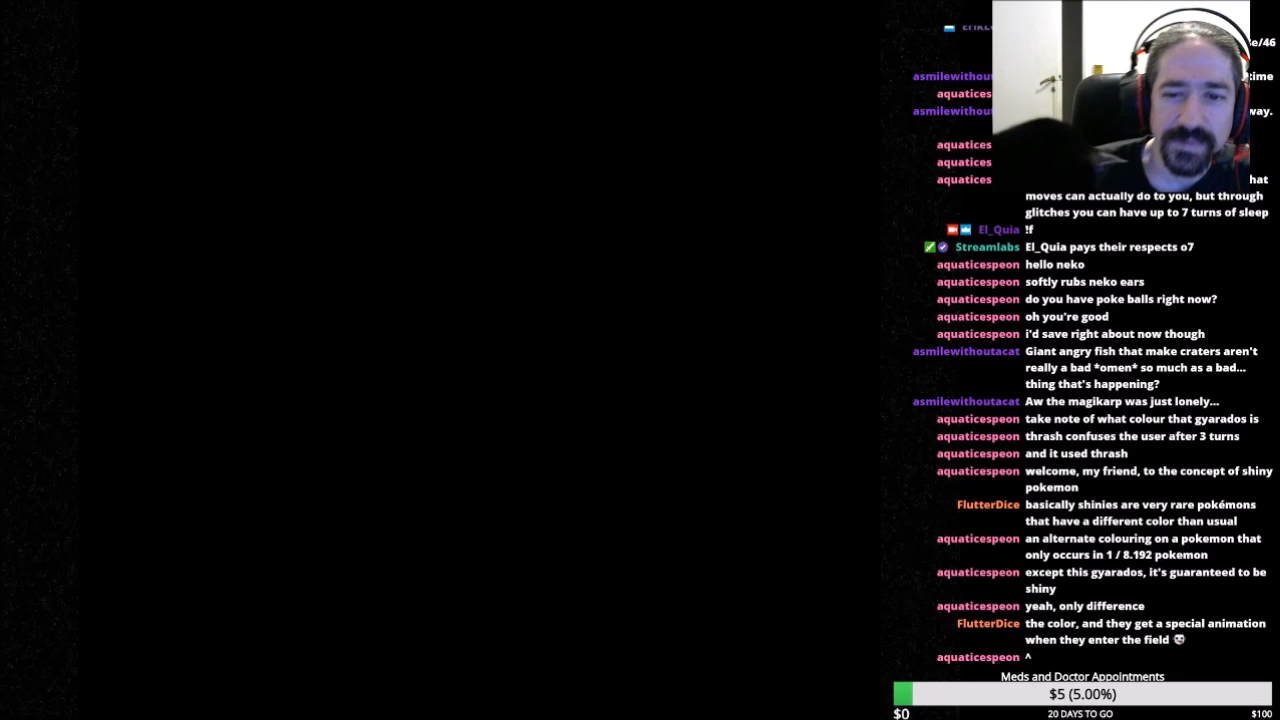 e/46
asmilewithou time
aquatices
asmilewithou way.
aquatices
aquatices
aquatices hat
moves can actually do to you, but through
glitches you can have up to 7 turns of sleep
El_Quia !f
Streamlabs El_Quia pays their respects o7
aquaticespeon hello neko
aquaticespeon softly rubs neko ears
aquaticespeon do you have poke balls right now?
aquaticespeon oh you're good
aquaticespeon i'd save right about now though
asmilewithoutacat Giant angry fish that make craters aren't
really a bad *omen* so much as a bad...
thing that's happening?
asmilewithoutacat Aw the magikarp was just lonely...
aquaticespeon take note of what colour that gyarados is
aquaticespeon thrash confuses the user after 3 turns
aquaticespeon and it used thrash
aquaticespeon welcome, my friend, to the concept of shiny
pokemon
FlutterDice basically shinies are very rare pokémons
that have a different color than usual
aquaticespeon an alternate colouring on a pokemon that
only occurs in 1 / 8.192 pokemon
aquaticespeon except this gyarados, it's guaranteed to be
shiny
aquaticespeon yeah, only difference
FlutterDice the color, and they get a special animation
when they enter the field
aquaticespeon ^
Meds and Doctor Appointments
$5 (5.00%)
$0 20 DAYS TO GO $100